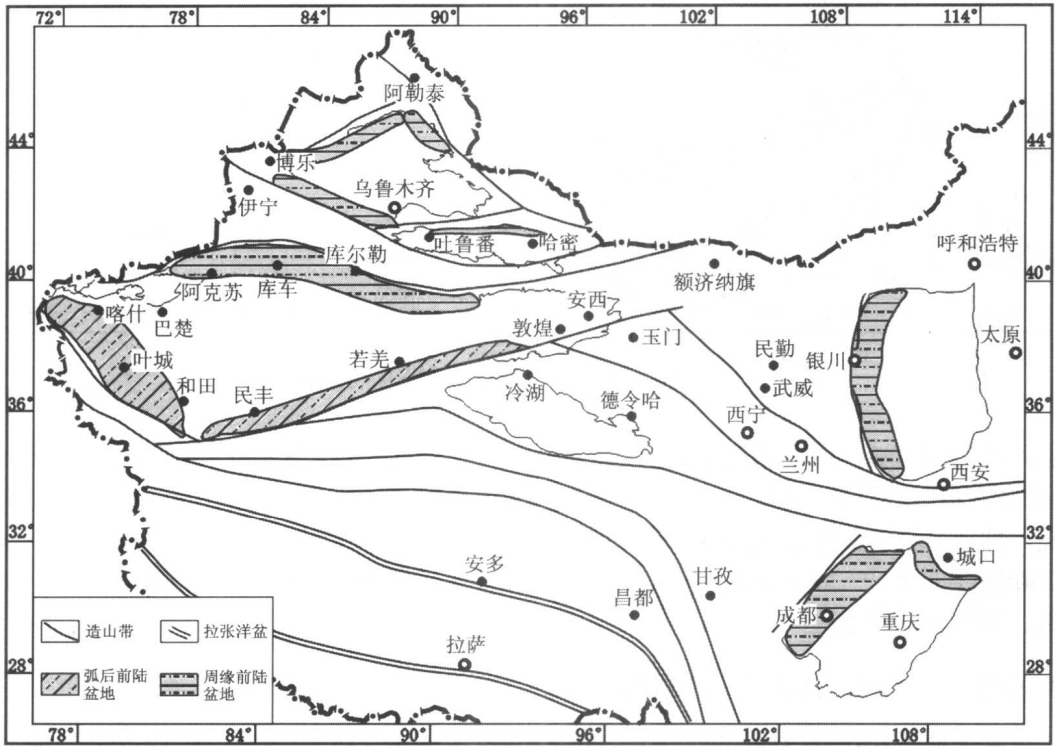 72° 78° 84° 90° 96° 102° 108° 114°
阿勒泰
44° 44°
博乐
乌鲁木齐
伊宁
吐鲁番 哈密
呼和浩特
库尔勒
40° 40°
阿克苏 库车 额济纳旗
安西
喀什
巴楚
敦煌 玉门 太原
民勤 银川
叶城 若羌
冷湖 武威
和田 民丰 德令哈
36° 36°
西宁
兰州
西安
32° 32°
安多 甘孜 城口
昌都
成都
重庆
造山带 拉张洋盆
拉萨
28° 28°
弧后前陆
盆地
周缘前陆
盆地
78° 84° 90° 96° 102° 108°